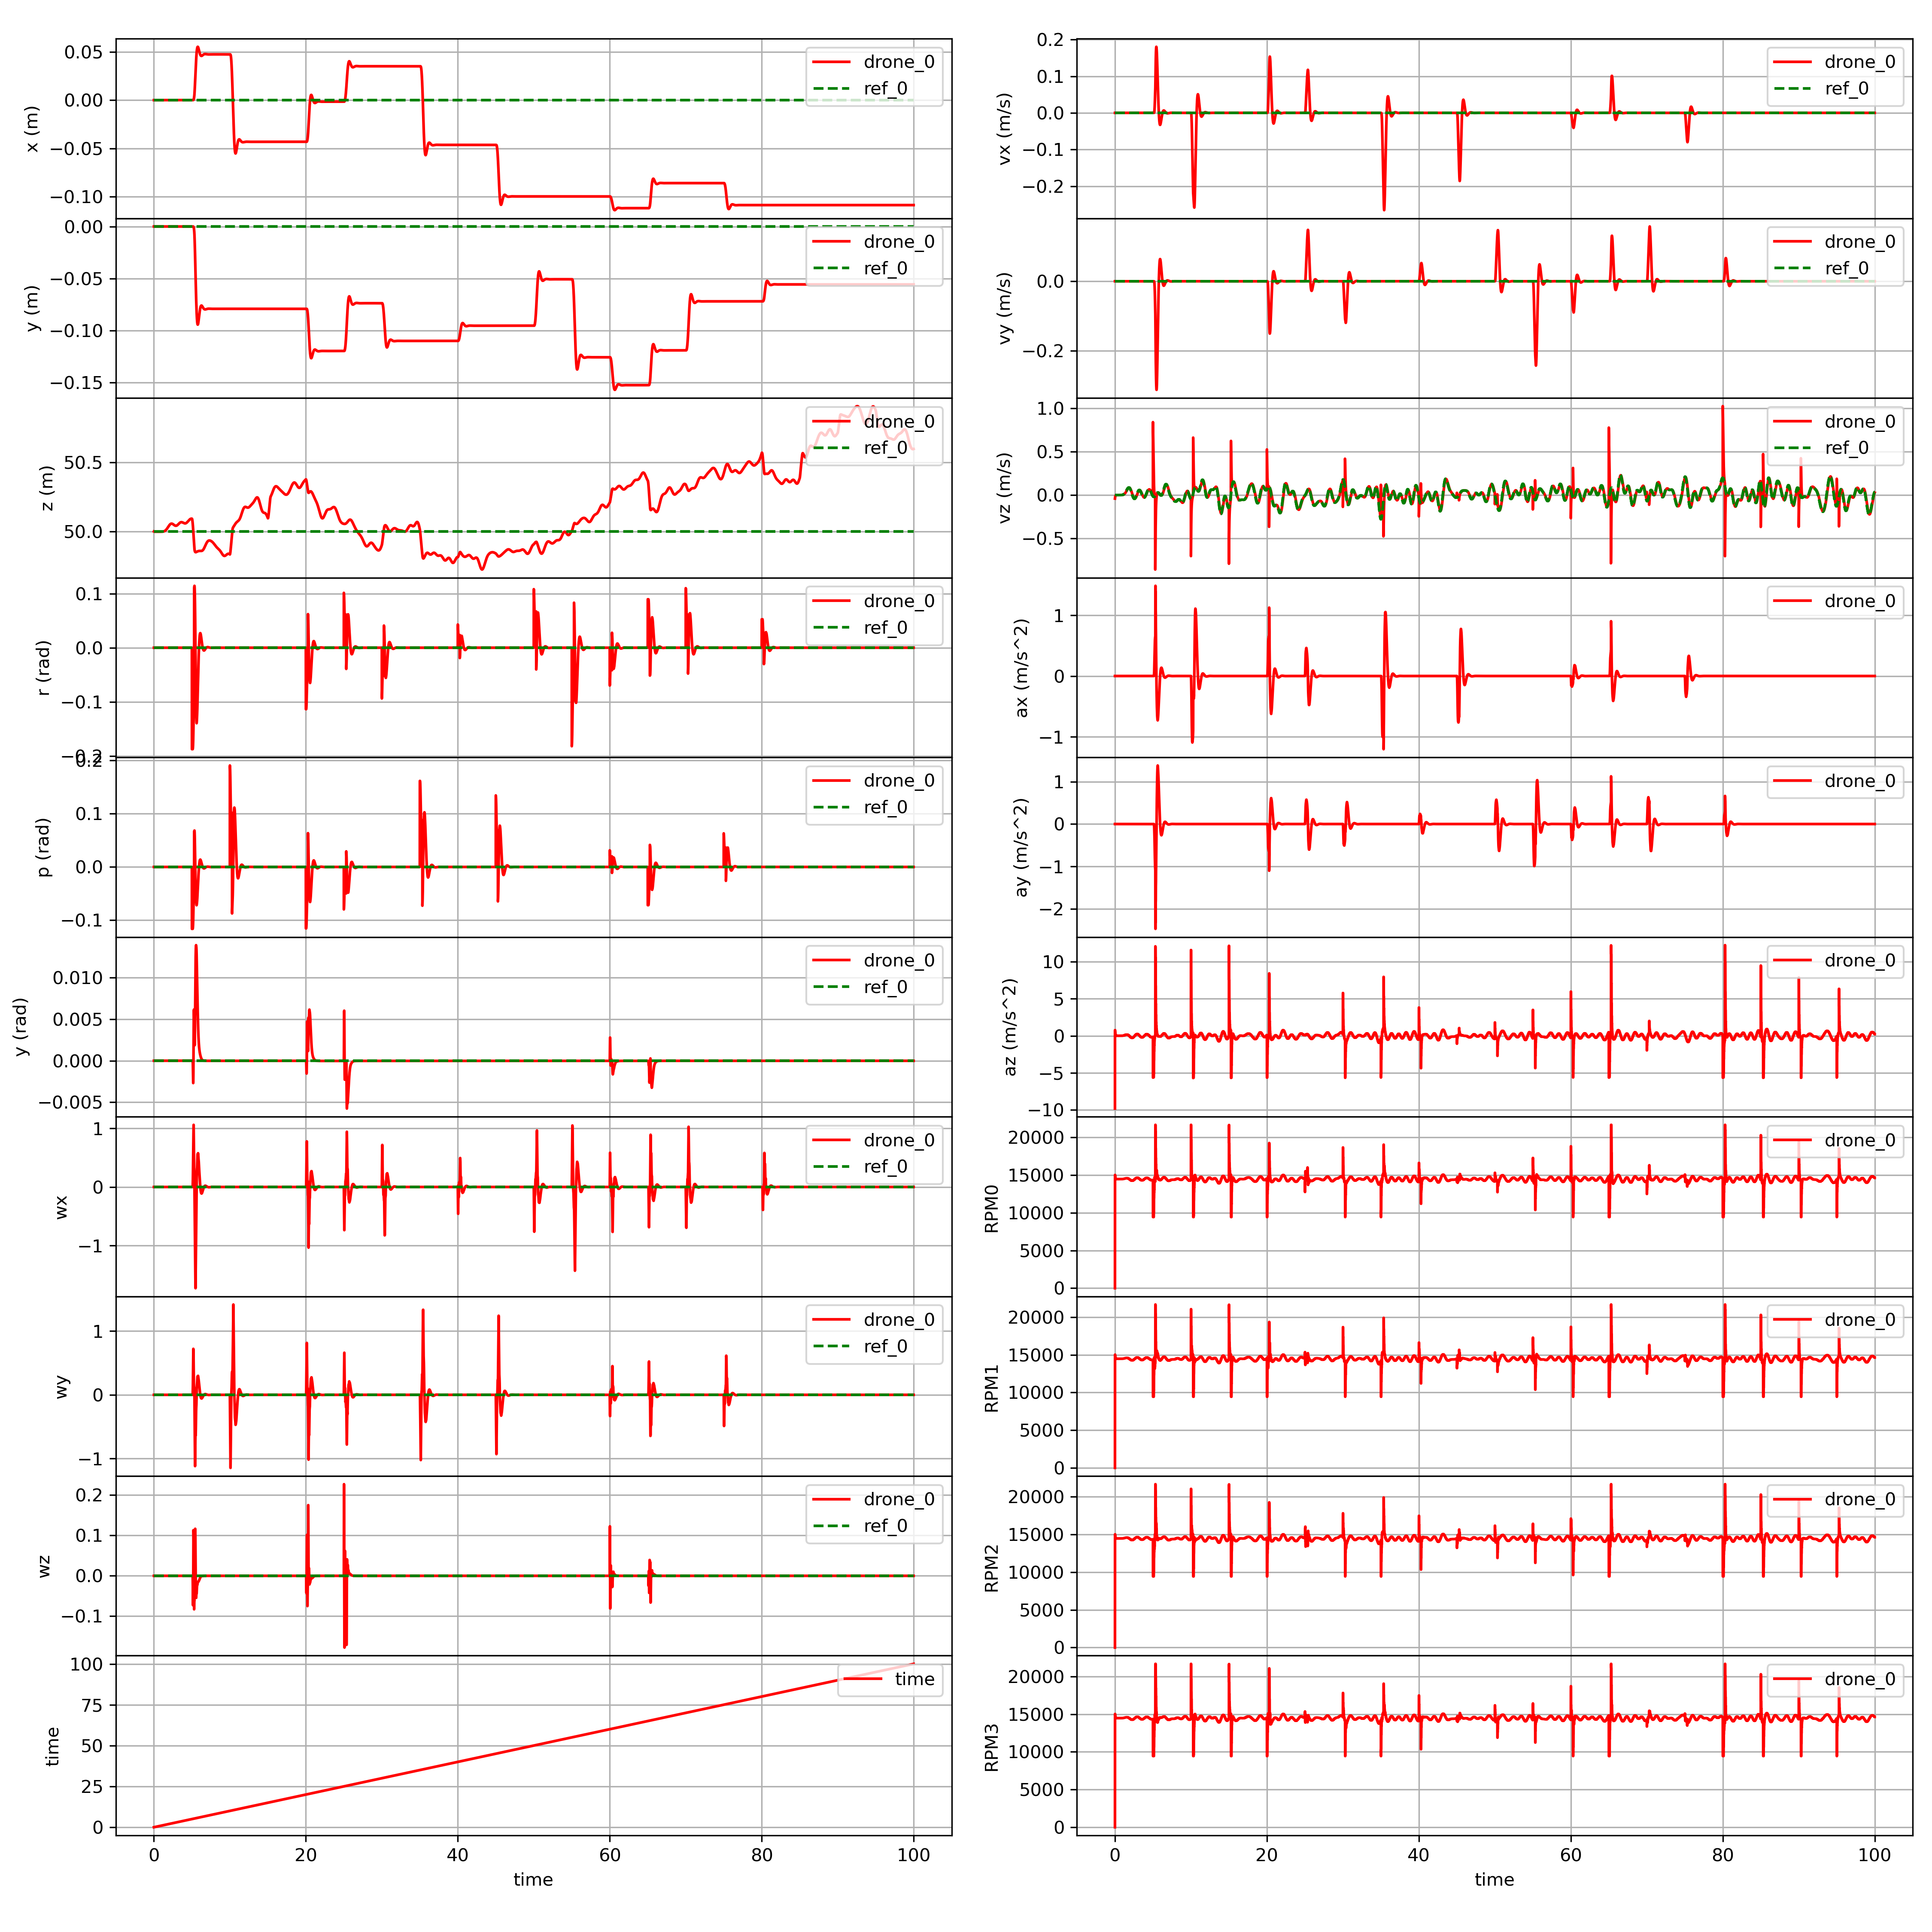 x (m)
0.05
0.00
−0.05
−0.10
drone_0
ref_0
y (m)
0.00
−0.05
−0.10
−0.15
drone_0
ref_0
z (m)
50.5
50.0
drone_0
ref_0
r (rad)
0.1
0.0
−0.1
−0.2
drone_0
ref_0
p (rad)
0.2
0.1
0.0
−0.1
drone_0
ref_0
y (rad)
0.010
0.005
0.000
−0.005
drone_0
ref_0
wx
1
0
−1
drone_0
ref_0
wy
1
0
−1
drone_0
ref_0
wz
0.2
0.1
0.0
−0.1
drone_0
ref_0
time
100
75
50
25
0
time
0 20 40 60 80 100
time
vx (m/s)
0.2
0.1
0.0
−0.1
−0.2
drone_0
ref_0
vy (m/s)
0.0
−0.2
drone_0
ref_0
vz (m/s)
1.0
0.5
0.0
−0.5
drone_0
ref_0
ax (m/s^2)
1
0
−1
drone_0
ay (m/s^2)
1
0
−1
−2
drone_0
az (m/s^2)
10
5
0
−5
−10
drone_0
RPM0
20000
15000
10000
5000
0
drone_0
RPM1
20000
15000
10000
5000
0
drone_0
RPM2
20000
15000
10000
5000
0
drone_0
RPM3
20000
15000
10000
5000
0
drone_0
0 20 40 60 80 100
time